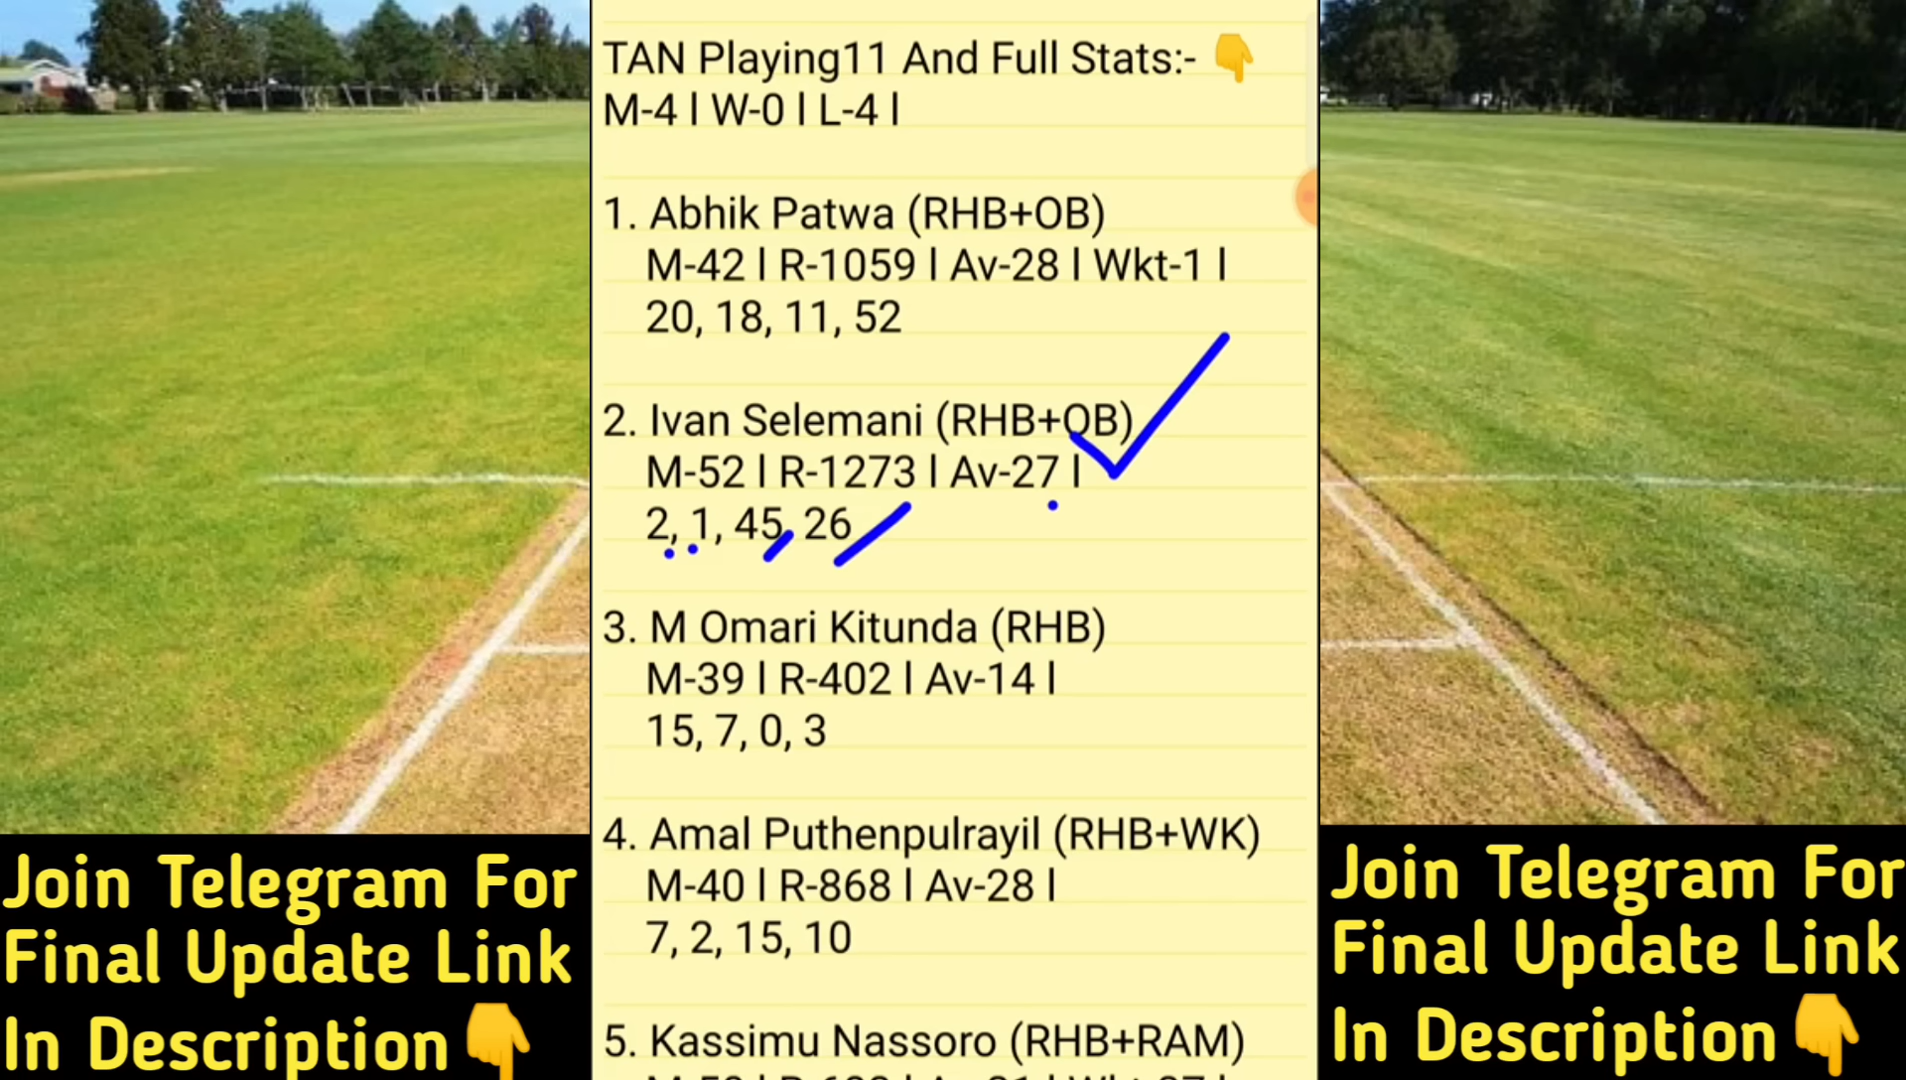 TAN Playing11 And Full Stats:- 👇
M-4 l W-0 l L-4 l
1. Abhik Patwa (RHB+OB)
M-42 l R-1059 l Av-28 l Wkt-1 l
20, 18, 11, 52
2. Ivan Selemani (RHB+OB)
M-52 l R-1273 l Av-27 l
2, 1, 45, 26
3. M Omari Kitunda (RHB)
M-39 l R-402 l Av-14 l
15, 7, 0, 3
4. Amal Puthenpulrayil (RHB+WK)
M-40 l R-868 l Av-28 l
7, 2, 15, 10
5. Kassimu Nassoro (RHB+RAM)
Join Telegram For
Final Update Link
In Description👇
Join Telegram For
Final Update Link
In Description👇